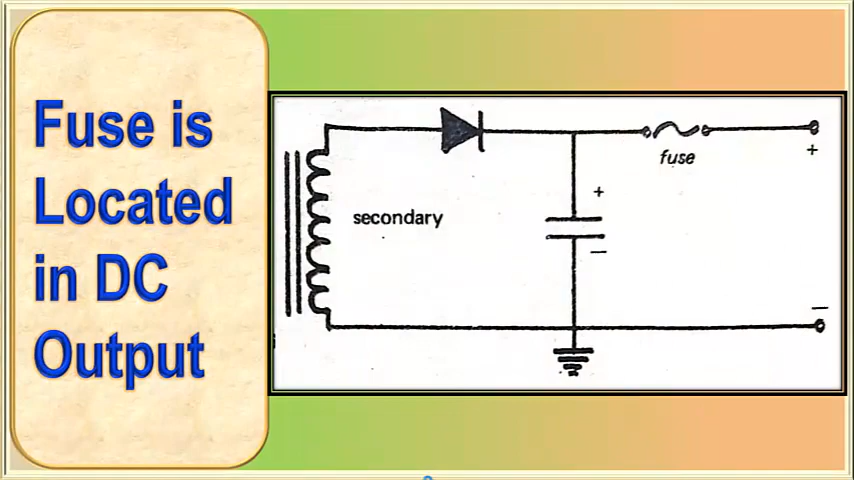 Fuse is
Located
in DC
Output
secondary
fuse
+
+
−
−